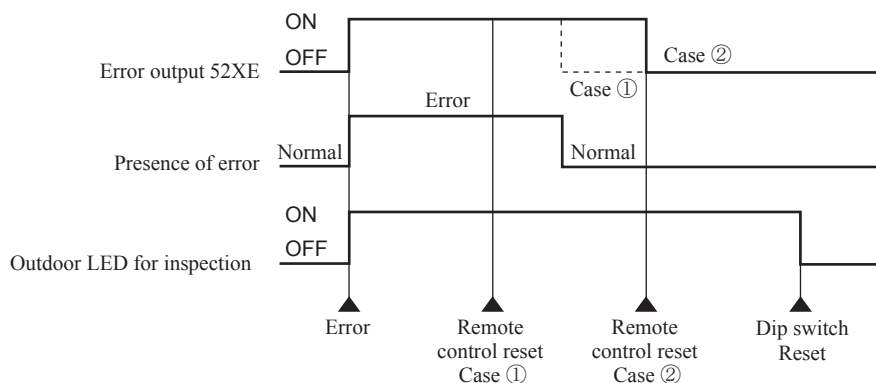 ON
OFF
Error output 52XE
Case ②
Case ①
Error
Normal
Normal
Presence of error
ON
OFF
Outdoor LED for inspection
Error
Remote
control reset
Case ①
Remote
control reset
Case ②
Dip switch
Reset